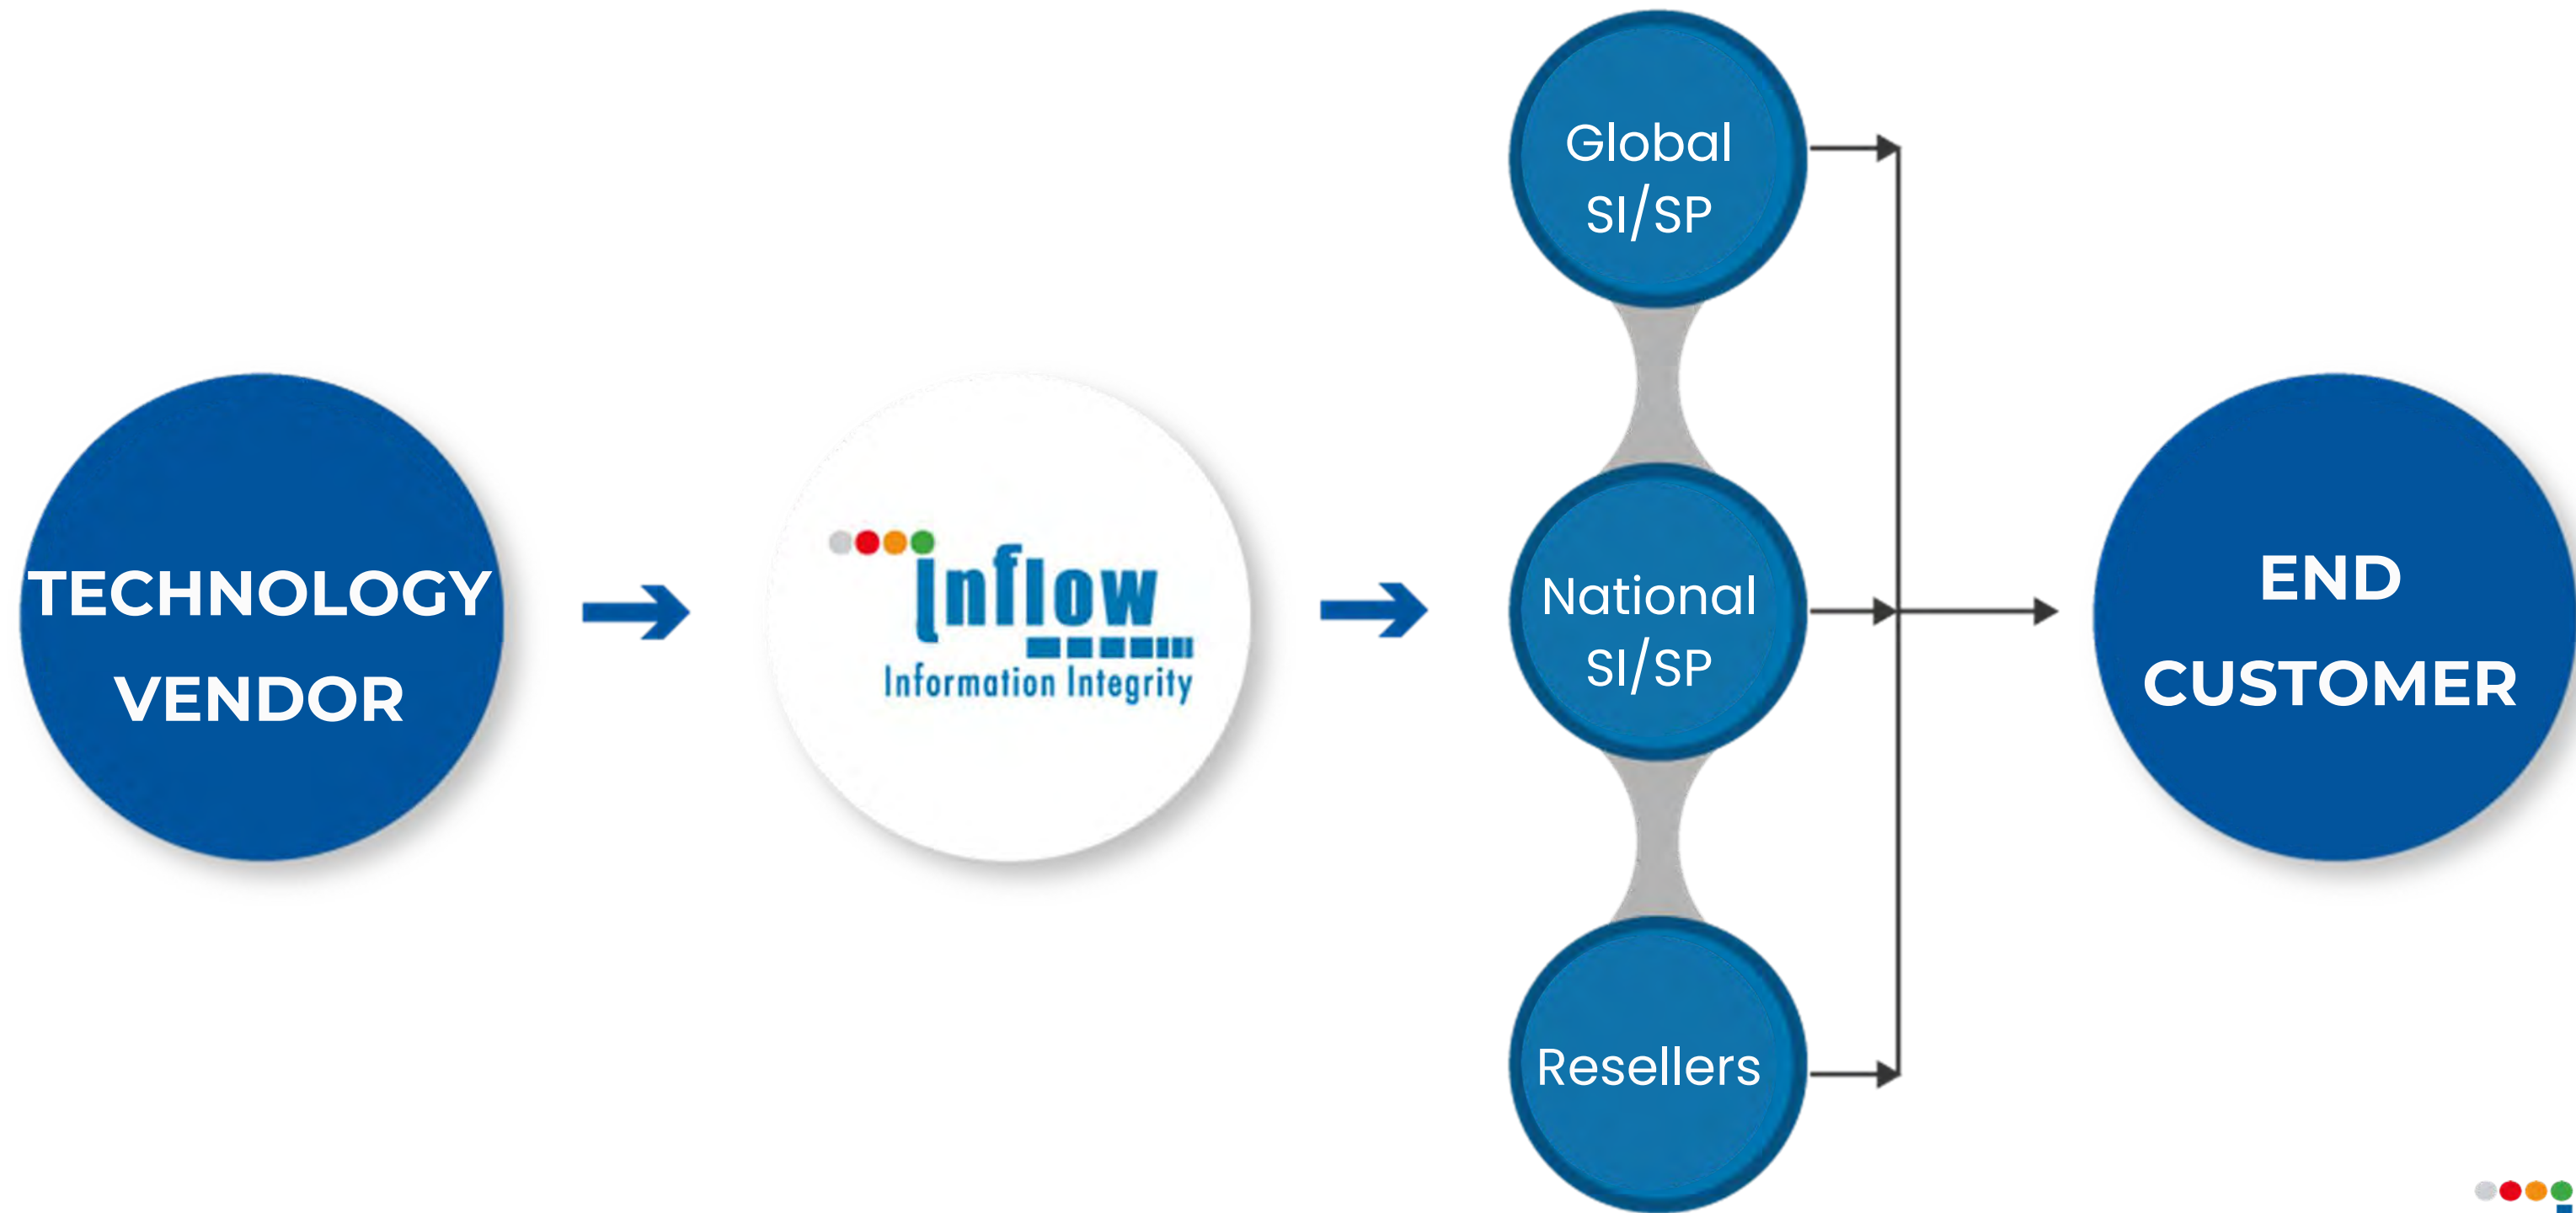 TECHNOLOGY
VENDOR
inflow
Information Integrity
Global
SI/SP
National
SI/SP
Resellers
END
CUSTOMER